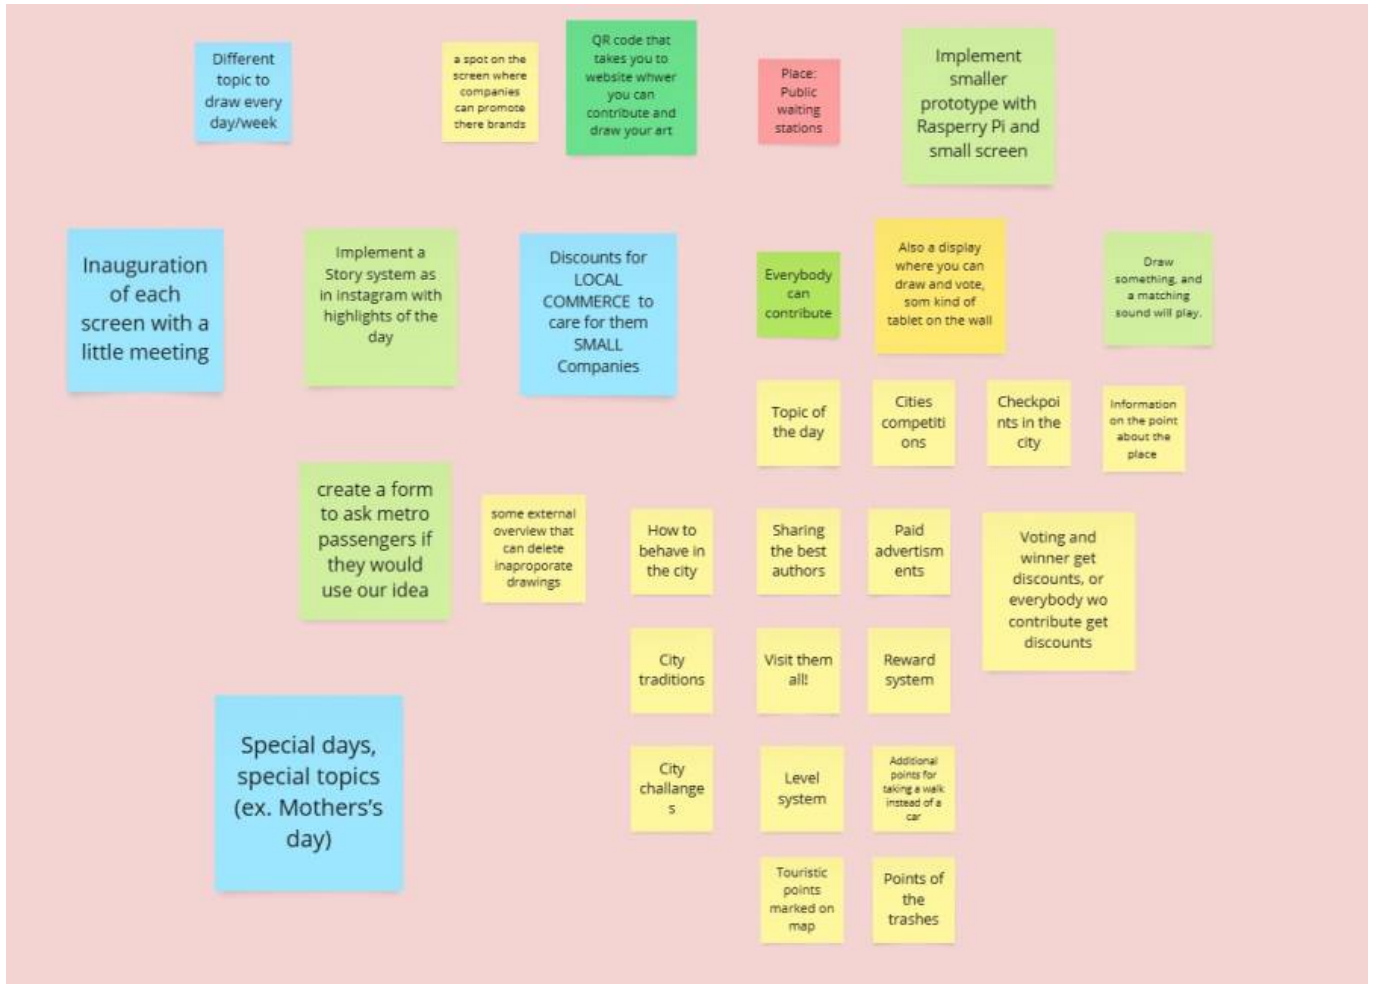 Different
topic to
draw every
day/week
a spot on the
screen where
companies
can promote
there brands
QR code that
takes you to
website whwer
you can
contribute and
draw your art
Place:
Public
waiting
stations
Implement
smaller
prototype with
Rasperry Pi and
small screen
Inauguration
of each
screen with a
little meeting
Implement a
Story system as
in instagram with
highlights of the
day
Discounts for
LOCAL
COMMERCE to
care for them
SMALL
Companies
Everybody
can
contribute
Also a display
where you can
draw and vote,
som kind of
tablet on the wall
Draw
something, and
a matching
sound will play.
Topic of
the day
Cities
competiti
ons
Checkpoi
nts in the
city
Information
on the point
about the
place
create a form
to ask metro
passengers if
they would
use our idea
some external
overview that
can delete
inaproporate
drawings
How to
behave in
the city
Sharing
the best
authors
Paid
advertism
ents
Voting and
winner get
discounts, or
everybody wo
contribute get
discounts
City
traditions
Visit them
all!
Reward
system
Special days,
special topics
(ex. Mothers's
day)
City
challange
s
Level
system
Additional
points for
taking a walk
instead of a
car
Touristic
points
marked on
map
Points of
the
trashes